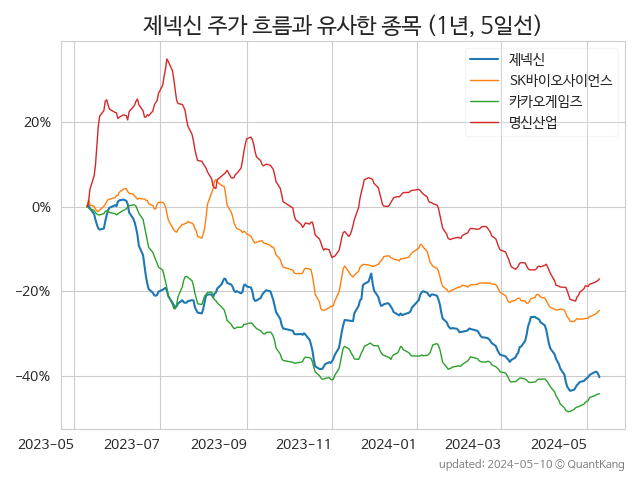 제넥신 주가 흐름과 유사한 종목 (1년, 5일선)
제넥신
SK바이오사이언스
카카오게임즈
명신산업
20%
0%
−20%
−40%
2023-05 2023-07 2023-09 2023-11 2024-01 2024-03 2024-05
updated: 2024-05-10 © QuantKang